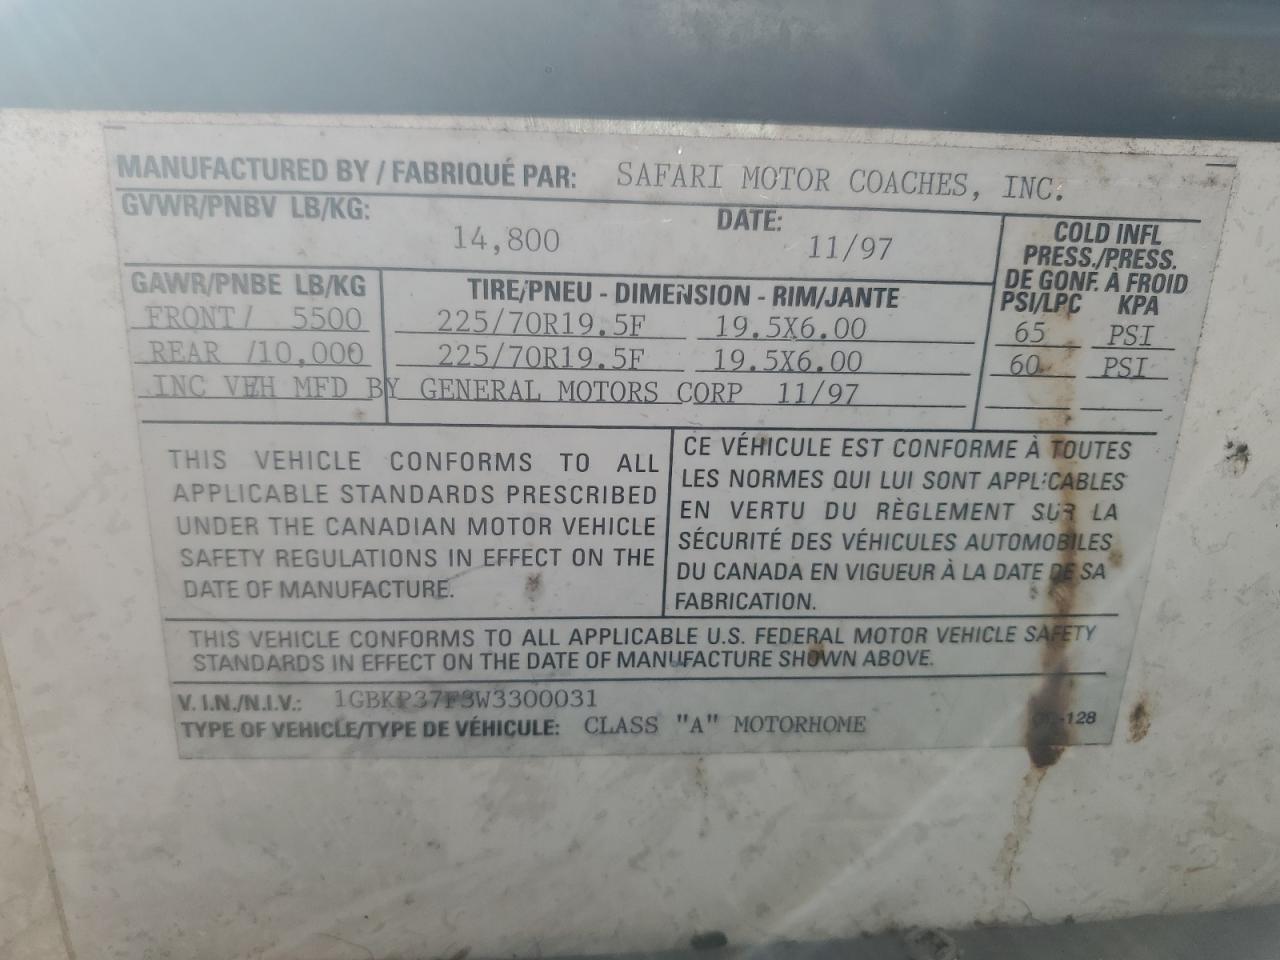 MANUFACTURED BY / FABRIQUÉ PAR: SAFARI MOTOR COACHES, INC.
GVWR/PNBV LB/KG: 14,800 DATE: 11/97
COLD INFL
PRESS./PRESS.
DE GONF. À FROID
PSI/LPC KPA
GAWR/PNBE LB/KG TIRE/PNEU - DIMENSION - RIM/JANTE
FRONT/ 5500 225/70R19.5F 19.5X6.00 65 PSI
REAR /10,000 225/70R19.5F 19.5X6.00 60 PSI
INC VEH MFD BY GENERAL MOTORS CORP 11/97
THIS VEHICLE CONFORMS TO ALL
APPLICABLE STANDARDS PRESCRIBED
UNDER THE CANADIAN MOTOR VEHICLE
SAFETY REGULATIONS IN EFFECT ON THE
DATE OF MANUFACTURE.
CE VÉHICULE EST CONFORME À TOUTES
LES NORMES QUI LUI SONT APPLICABLES
EN VERTU DU RÈGLEMENT SUR LA
SÉCURITÉ DES VÉHICULES AUTOMOBILES
DU CANADA EN VIGUEUR À LA DATE DE SA
FABRICATION.
THIS VEHICLE CONFORMS TO ALL APPLICABLE U.S. FEDERAL MOTOR VEHICLE SAFETY
STANDARDS IN EFFECT ON THE DATE OF MANUFACTURE SHOWN ABOVE.
V.I.N./N.I.V.: 1GBKP37F3W3300031
TYPE OF VEHICLE/TYPE DE VÉHICULE: CLASS "A" MOTORHOME